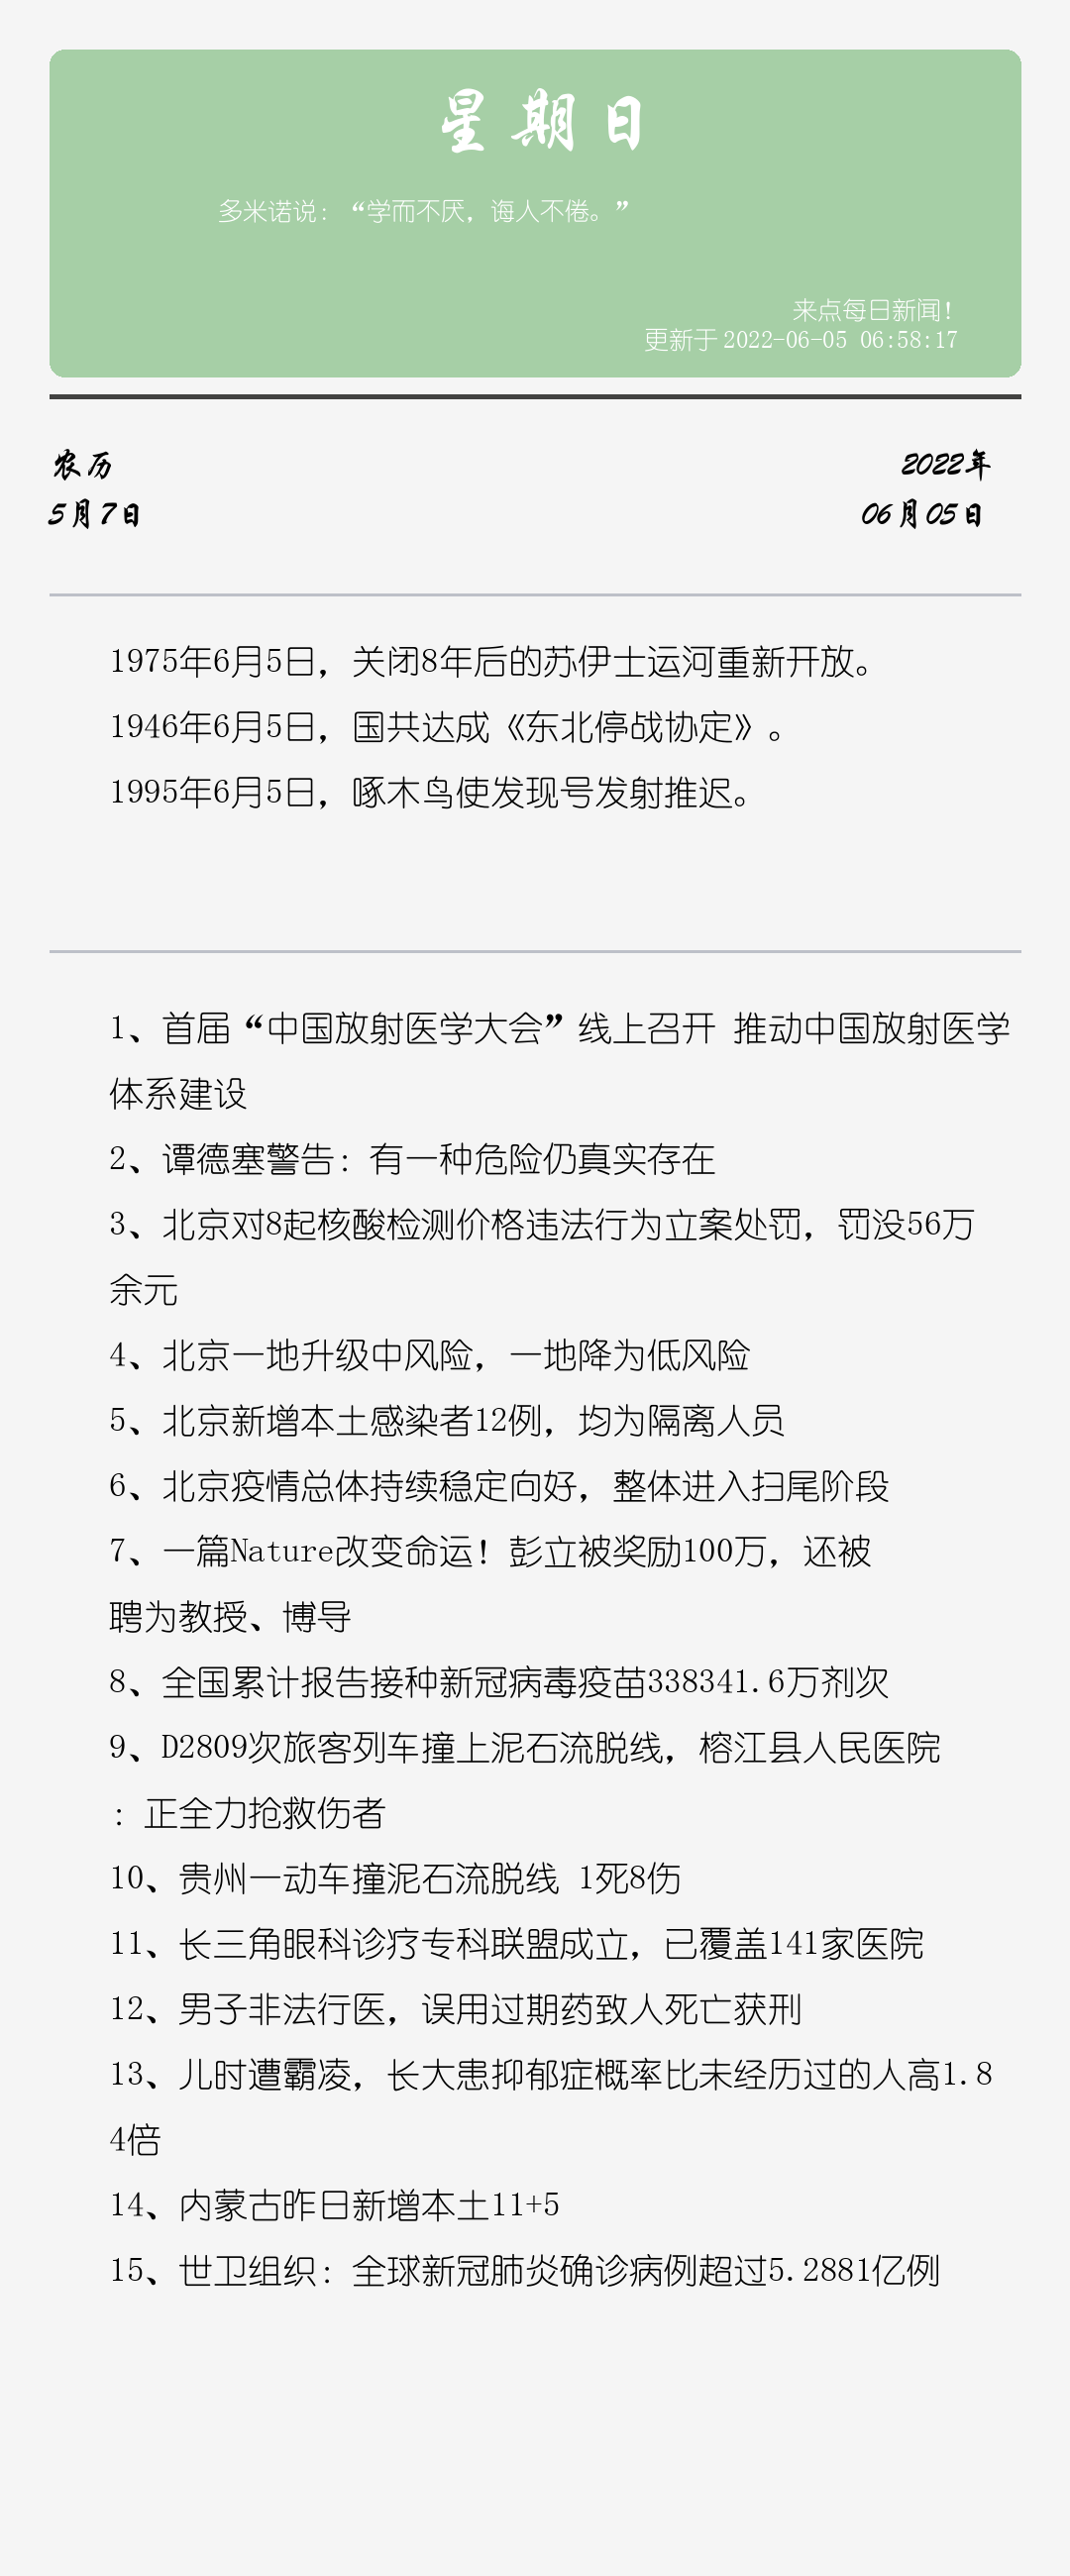 星期日
多米诺说：“学而不厌，诲人不倦。”
来点每日新闻！
更新于 2022-06-05 06:58:17
农历
2022年
5月7日
06月05日
1975年6月5日，关闭8年后的苏伊士运河重新开放。
1946年6月5日，国共达成《东北停战协定》。
1995年6月5日，啄木鸟使发现号发射推迟。
1、首届“中国放射医学大会”线上召开 推动中国放射医学
体系建设
2、谭德塞警告：有一种危险仍真实存在
3、北京对8起核酸检测价格违法行为立案处罚，罚没56万
余元
4、北京一地升级中风险，一地降为低风险
5、北京新增本土感染者12例，均为隔离人员
6、北京疫情总体持续稳定向好，整体进入扫尾阶段
7、一篇Nature改变命运！彭立被奖励100万，还被
聘为教授、博导
8、全国累计报告接种新冠病毒疫苗338341.6万剂次
9、D2809次旅客列车撞上泥石流脱线，榕江县人民医院
：正全力抢救伤者
10、贵州一动车撞泥石流脱线 1死8伤
11、长三角眼科诊疗专科联盟成立，已覆盖141家医院
12、男子非法行医，误用过期药致人死亡获刑
13、儿时遭霸凌，长大患抑郁症概率比未经历过的人高1.8
4倍
14、内蒙古昨日新增本土11+5
15、世卫组织：全球新冠肺炎确诊病例超过5.2881亿例